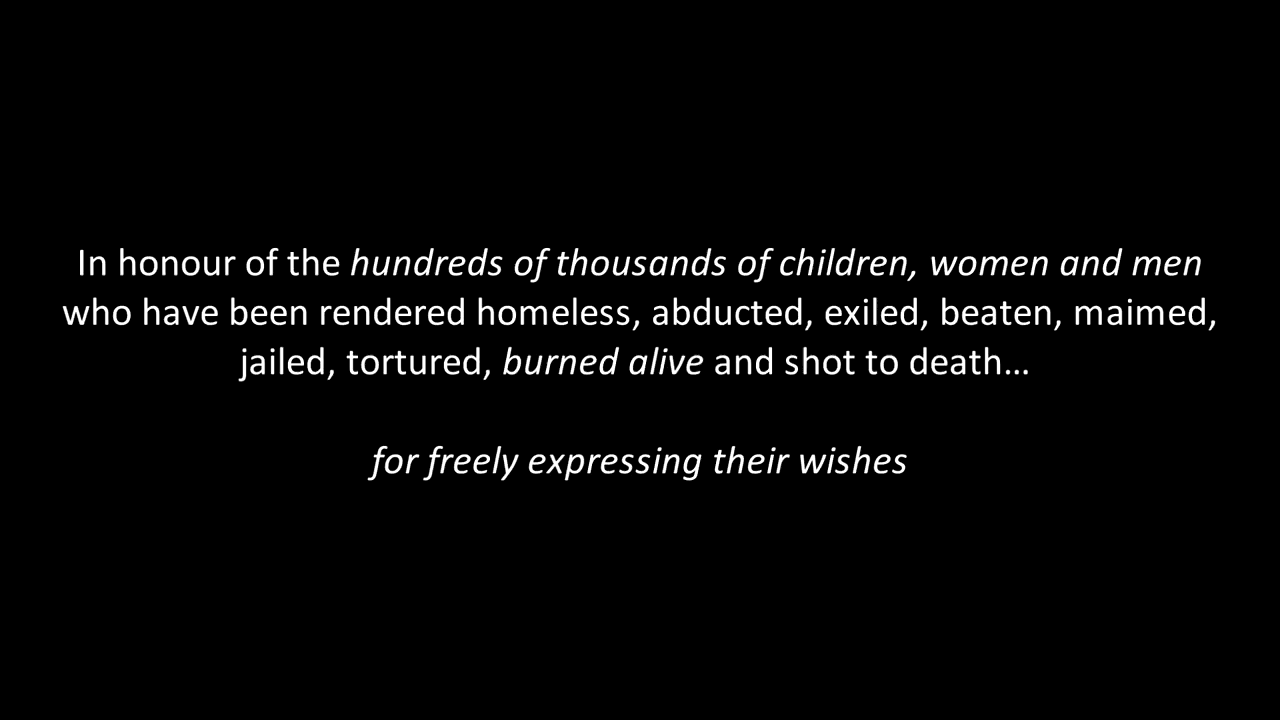 In honour of the hundreds of thousands of children, women and men
who have been rendered homeless, abducted, exiled, beaten, maimed,
jailed, tortured, burned alive and shot to death…
for freely expressing their wishes